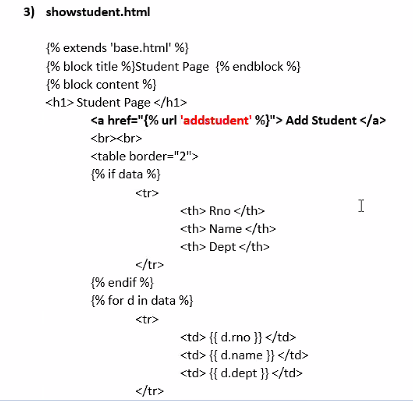 3) showstudent.html
{% extends 'base.html' %}
{% block title %}Student Page {% endblock %}
{% block content %}
<h1> Student Page </h1>
<a href="{% url 'addstudent' %}"> Add Student </a>
<br><br>
<table border="2">
{% if data %}
<tr>
<th> Rno </th>
<th> Name </th>
<th> Dept </th>
</tr>
{% endif %}
{% for d in data %}
<tr>
<td> {{ d.rno }} </td>
<td> {{ d.name }} </td>
<td> {{ d.dept }} </td>
</tr>